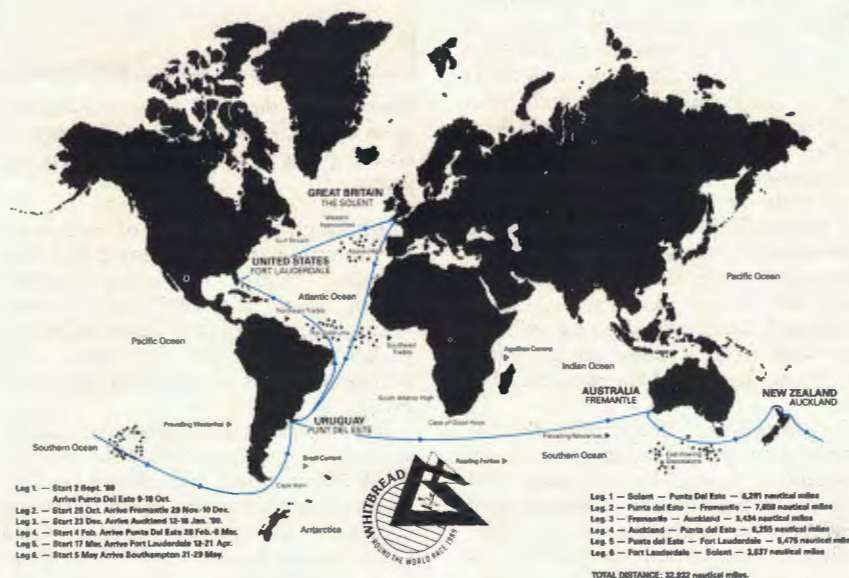 GREAT BRITAIN
THE SOLENT
Western
Approaches
Gulf Stream
UNITED STATES
FORT LAUDERDALE
Atlantic Ocean
Pacific Ocean
Northeast Trades
Pacific Ocean
Southeast
Trades
Agulhas Current
Indian Ocean
South Atlantic High
AUSTRALIA
FREMANTLE
NEW ZEALAND
AUCKLAND
Prevailing Westerlies
URUGUAY
PUNT DEL ESTE
Cape of Good Hope
Prevailing Westerlies
Southern Ocean
Brazil Current
Roaring Forties
Southern Ocean
East Flowing
Depressions
Cape Horn
Antarctica
WHITBREAD
ROUND THE WORLD RACE 1989
Leg 1. — Start 2 Sept. '89
Arrive Punta Del Este 9-18 Oct.
Leg 2. — Start 28 Oct. Arrive Fremantle 29 Nov.-10 Dec.
Leg 3. — Start 23 Dec. Arrive Auckland 12-16 Jan.
Leg 4. — Start 4 Feb. Arrive Punta Del Este 28 Feb.-8 Mar.
Leg 5. — Start 17 Mar. Arrive Fort Lauderdale 12-21 Apr.
Leg 6. — Start 5 May Arrive Southampton 21-29 May.
Leg. 1 — Solent — Punta Del Este — 6,291 nautical miles
Leg. 2 — Punta del Este — Fremantle — nautical miles
Leg. 3 — Fremantle — Auckland — 3,434 nautical miles
Leg. 4 — Auckland — Punta del Este — 6,255 nautical miles
Leg. 5 — Punta del Este — Fort Lauderdale — 5,475 nautical miles
Leg. 6 — Fort Lauderdale — Solent — 3,837 nautical miles
TOTAL DISTANCE: 32,932 nautical miles.